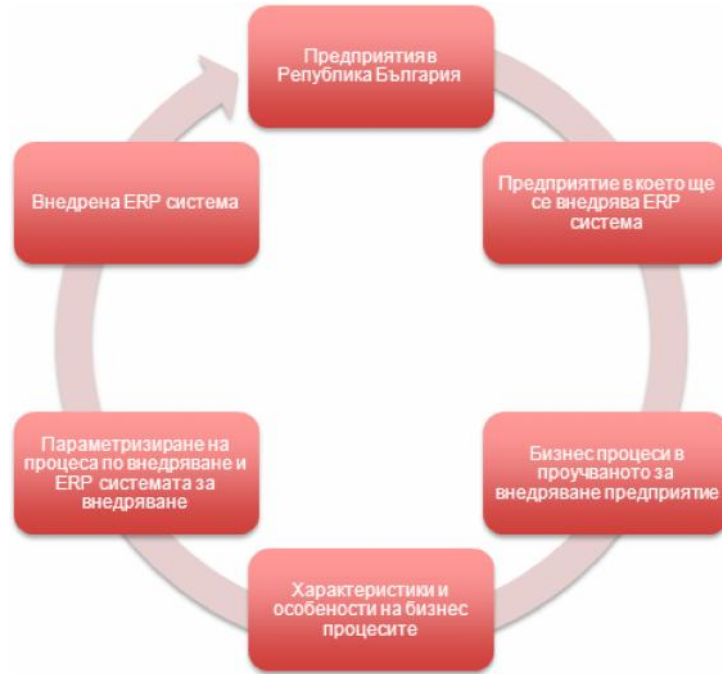 Предприятия в
Република България
Предприятие в което ще
се внедрява ERP
система
Бизнес процеси в
проучваното за
внедряване предприятие
Характеристики и
особености на бизнес
процесите
Параметризиране на
процеса по внедряване и
ERP системата за
внедряване
Внедрена ERP система